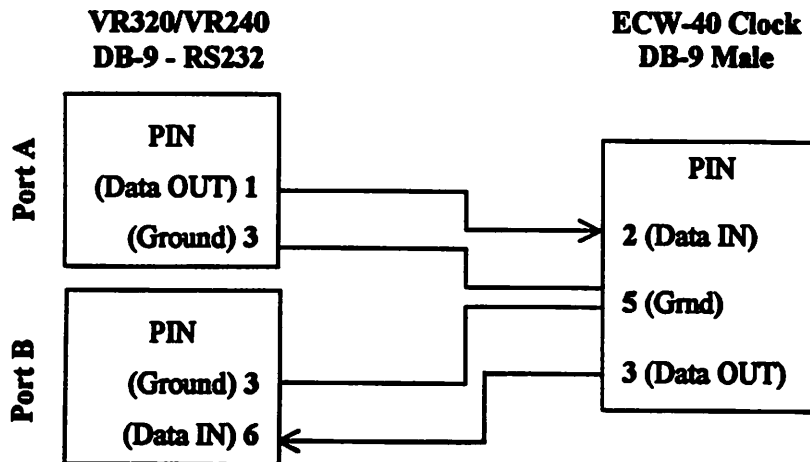 VR320/VR240
DB-9 - RS232
ECW-40 Clock
DB-9 Male
Port A
PIN
(Data OUT) 1
(Ground) 3
Port B
PIN
(Ground) 3
(Data IN) 6
PIN
2 (Data IN)
5 (Grnd)
3 (Data OUT)